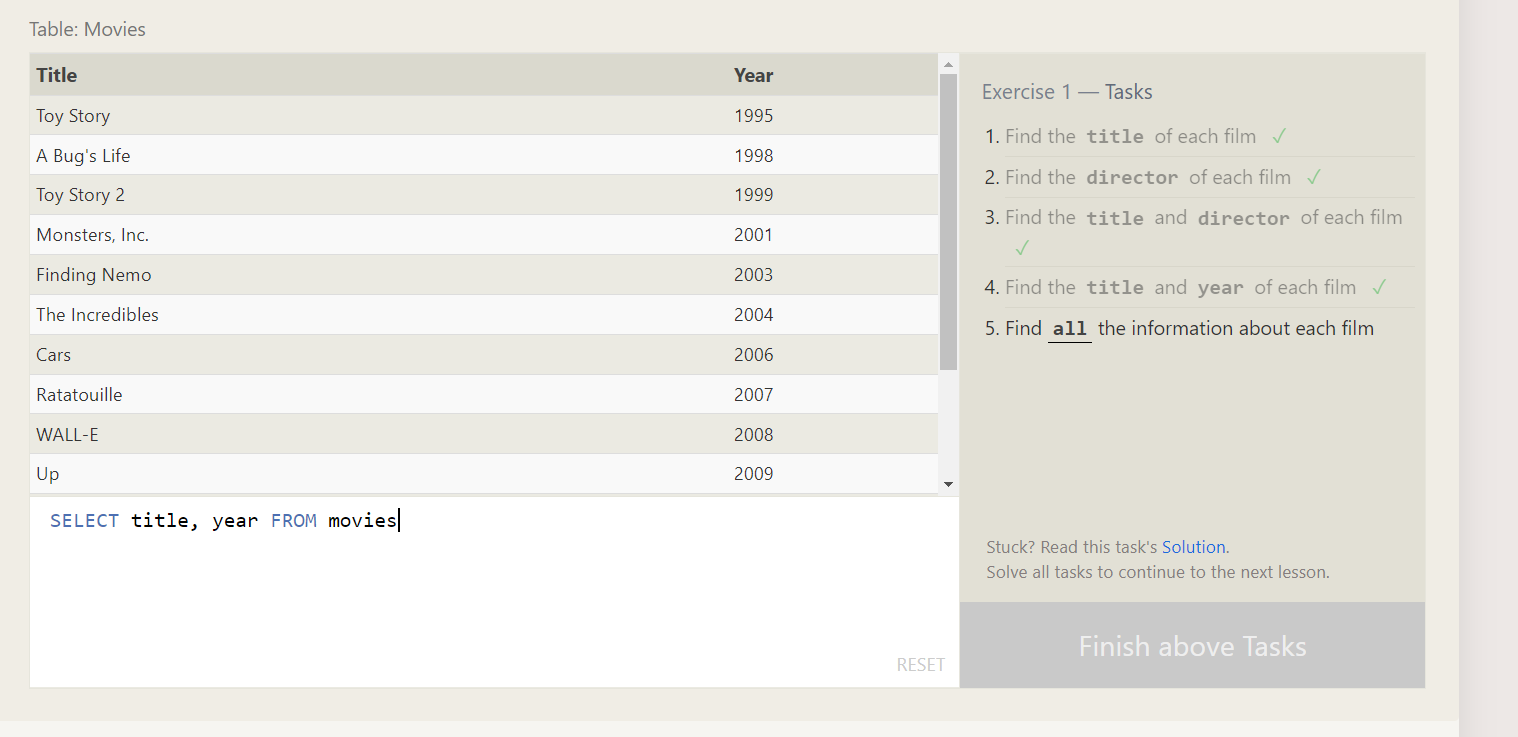 Table: Movies
Title Year
Toy Story 1995
A Bug's Life 1998
Toy Story 2 1999
Monsters, Inc. 2001
Finding Nemo 2003
The Incredibles 2004
Cars 2006
Ratatouille 2007
WALL-E 2008
Up 2009
SELECT title, year FROM movies
RESET
Exercise 1 — Tasks
1. Find the title of each film ✓
2. Find the director of each film ✓
3. Find the title and director of each film
✓
4. Find the title and year of each film ✓
5. Find all the information about each film
Stuck? Read this task's Solution.
Solve all tasks to continue to the next lesson.
Finish above Tasks